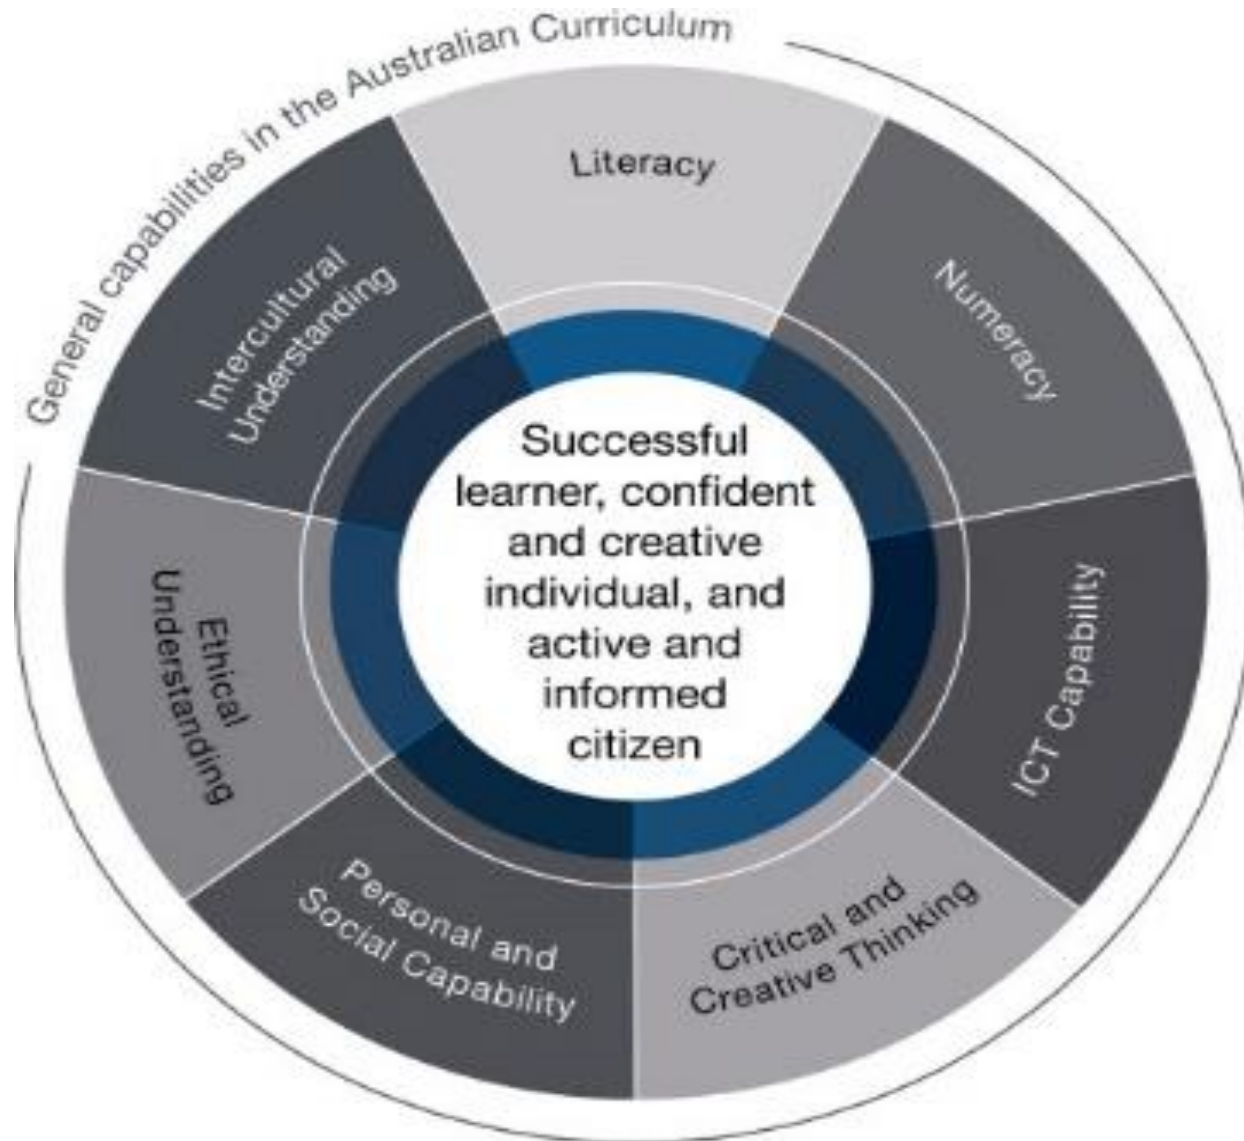 General capabilities in the Australian Curriculum
Literacy
Numeracy
ICT Capability
Critical and
Creative Thinking
Personal and
Social Capability
Ethical
Understanding
Intercultural
Understanding
Successful
learner, confident
and creative
individual, and
active and
informed
citizen